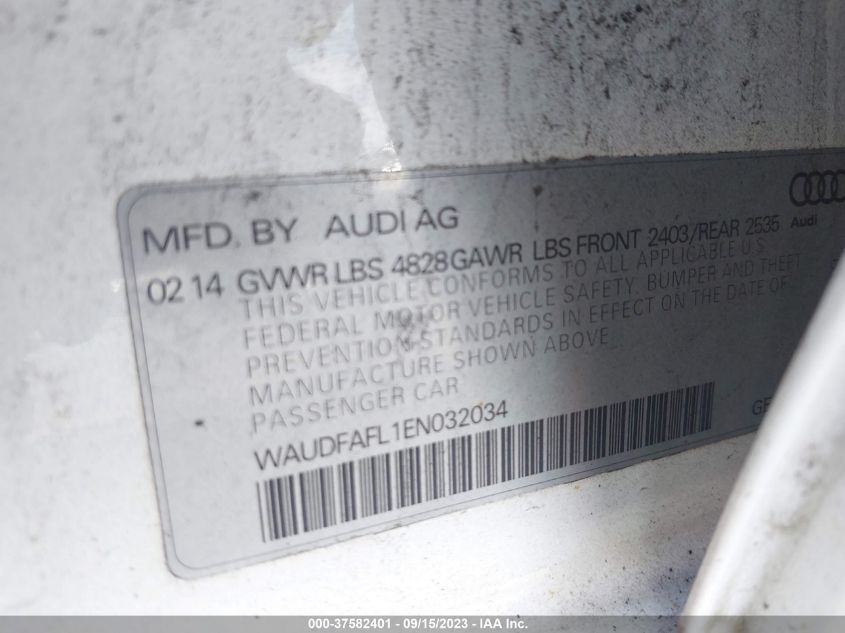 MFD. BY AUDI AG
Audi
02 14 GVWR LBS 4828 GAWR LBS FRONT 2403/REAR 2535
THIS VEHICLE CONFORMS TO ALL APPLICABLE U.S.
FEDERAL MOTOR VEHICLE SAFETY, BUMPER AND THEFT
PREVENTION STANDARDS IN EFFECT ON THE DATE OF
MANUFACTURE SHOWN ABOVE
PASSENGER CAR
WAUDFAFL1EN032034
000-37582401 - 09/15/2023 - IAA Inc.